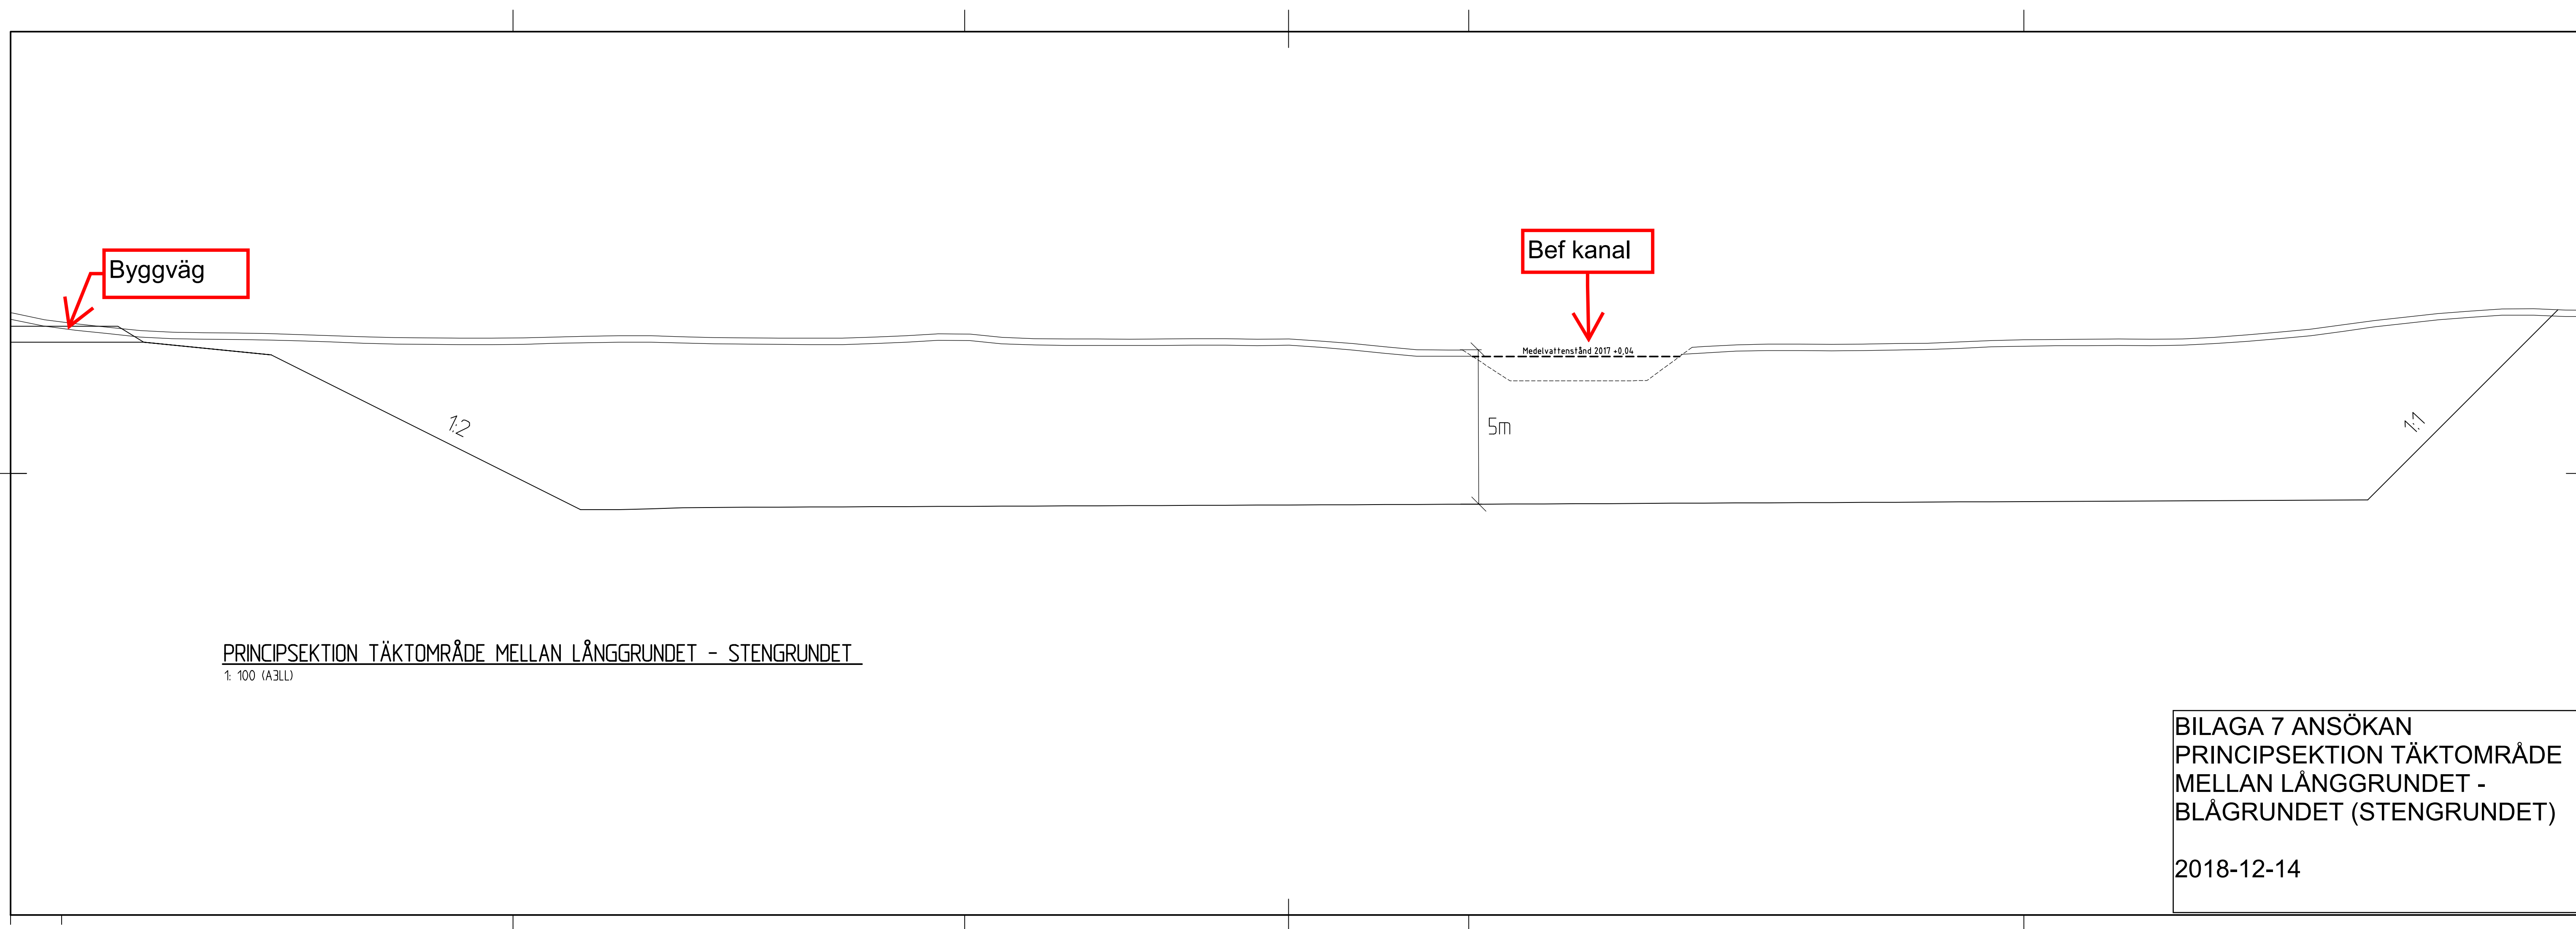 Byggväg
Bef kanal
Medelvattenstånd 2017 +0,04
1:2
5m
1:1
PRINCIPSEKTION TÄKTOMRÅDE MELLAN LÅNGGRUNDET - STENGRUNDET
1: 100 (A3LL)
BILAGA 7 ANSÖKAN
PRINCIPSEKTION TÄKTOMRÅDE
MELLAN LÅNGGRUNDET -
BLÅGRUNDET (STENGRUNDET)
2018-12-14